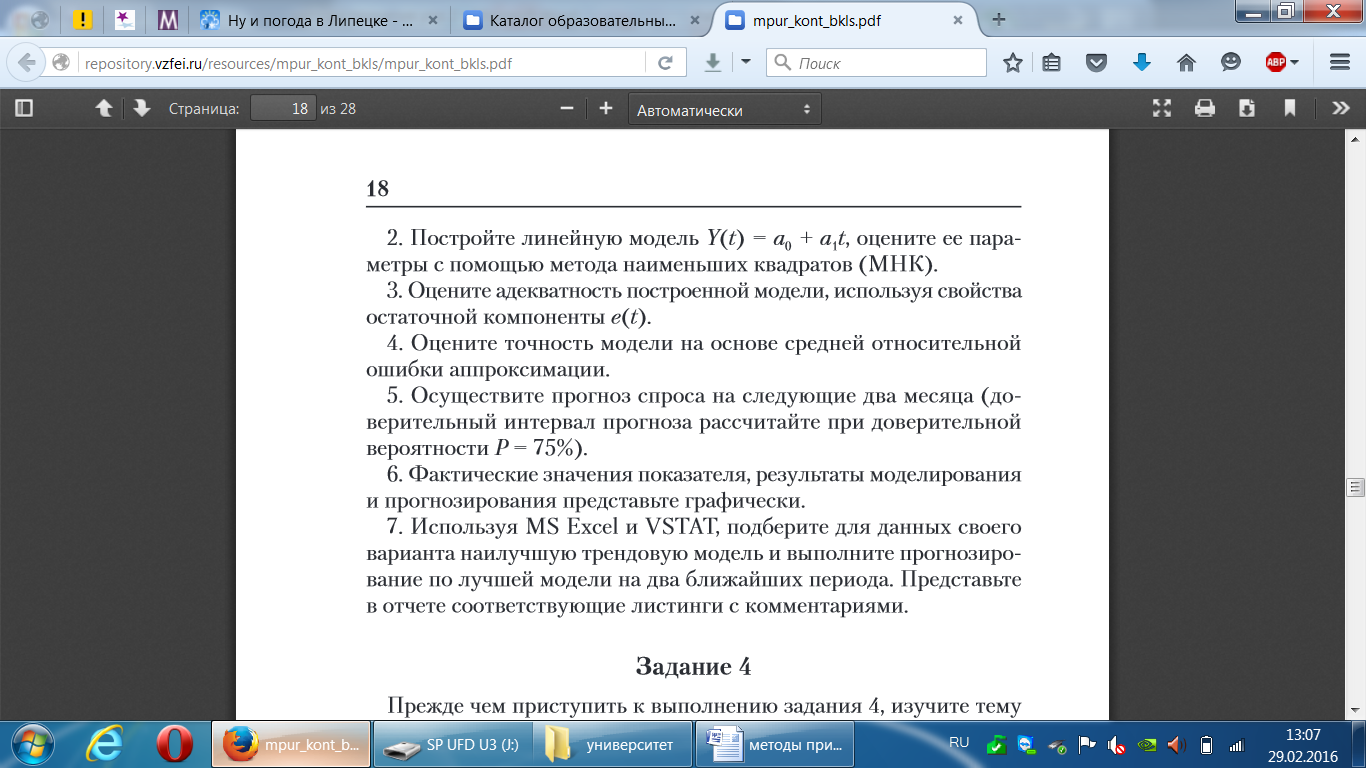 Ну и погода в Липецке - ...
Каталог образовательны...
mpur_kont_bkls.pdf
repository.vzfei.ru/resources/mpur_kont_bkls/mpur_kont_bkls.pdf
Поиск
ABP
Страница: 18 из 28
Автоматически
18
2. Постройте линейную модель Y(t) = a₀ + a₁t, оцените ее пара-
метры с помощью метода наименьших квадратов (МНК).
3. Оцените адекватность построенной модели, используя свойства
остаточной компоненты e(t).
4. Оцените точность модели на основе средней относительной
ошибки аппроксимации.
5. Осуществите прогноз спроса на следующие два месяца (до-
верительный интервал прогноза рассчитайте при доверительной
вероятности P = 75%).
6. Фактические значения показателя, результаты моделирования
и прогнозирования представьте графически.
7. Используя MS Excel и VSTAT, подберите для данных своего
варианта наилучшую трендовую модель и выполните прогнозиро-
вание по лучшей модели на два ближайших периода. Представьте
в отчете соответствующие листинги с комментариями.
Задание 4
Прежде чем приступить к выполнению задания 4, изучите тему
mpur_kont_b...
SP UFD U3 (J:)
университет
методы при...
RU
13:07
29.02.2016